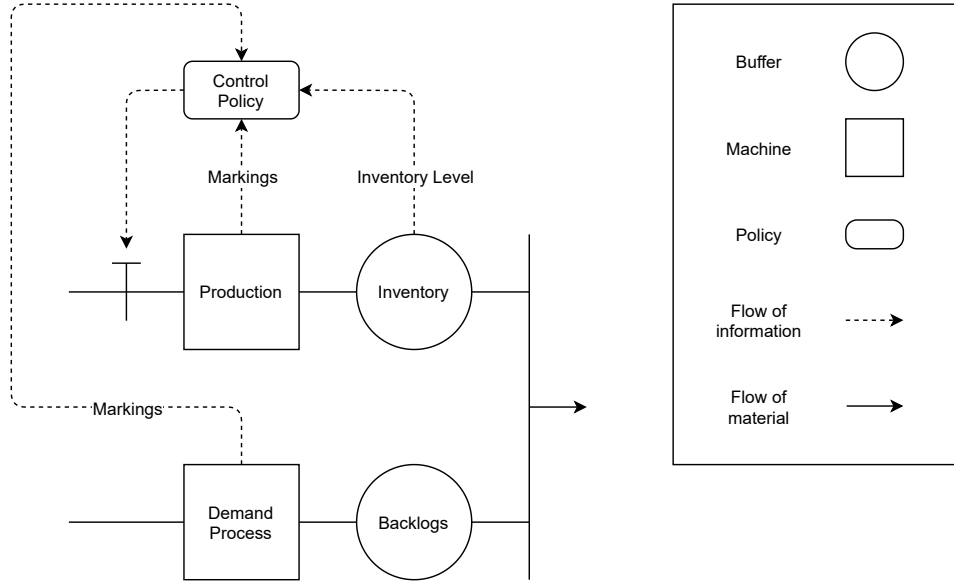 Control
Policy
Markings
Inventory Level
Production
Inventory
Markings
Demand
Process
Backlogs
Buffer
Machine
Policy
Flow of
information
Flow of
material